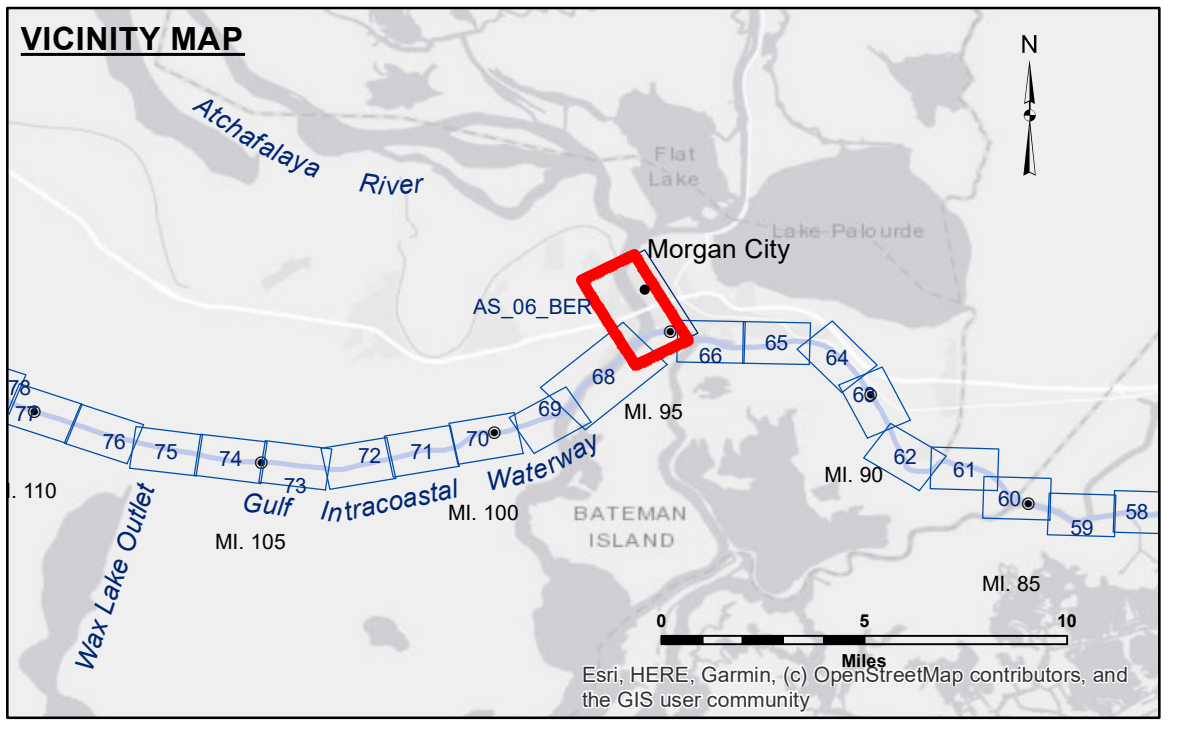 VICINITY MAP
N
Atchafalaya
River
Flat
Lake
Lake Palourde
Morgan City
AS_06_BER
66
65
64
63
62
61
60
59
58
68
69
70
71
72
73
74
75
76
77
78
MI. 95
MI. 90
MI. 85
MI. 100
MI. 105
I. 110
Gulf Intracoastal Waterway
Wax Lake Outlet
BATEMAN
ISLAND
0 5 10
Miles
Esri, HERE, Garmin, (c) OpenStreetMap contributors, and
the GIS user community